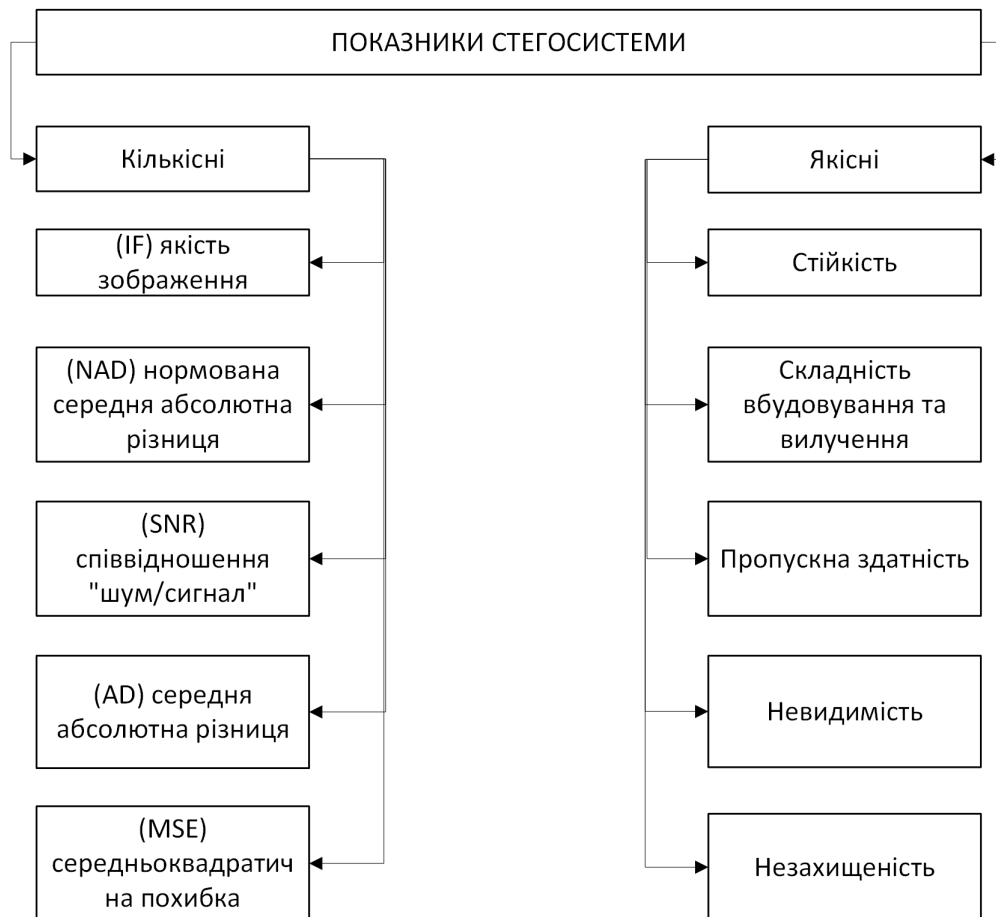 ПОКАЗНИКИ СТЕГОСИСТЕМИ
Кількісні
(IF) якість
зображення
(NAD) нормована
середня абсолютна
різниця
(SNR)
співвідношення
"шум/сигнал"
(AD) середня
абсолютна різниця
(MSE)
середньоквадратич
на похибка
Якісні
Стійкість
Складність
вбудовування та
вилучення
Пропускна здатність
Невидимість
Незахищеність